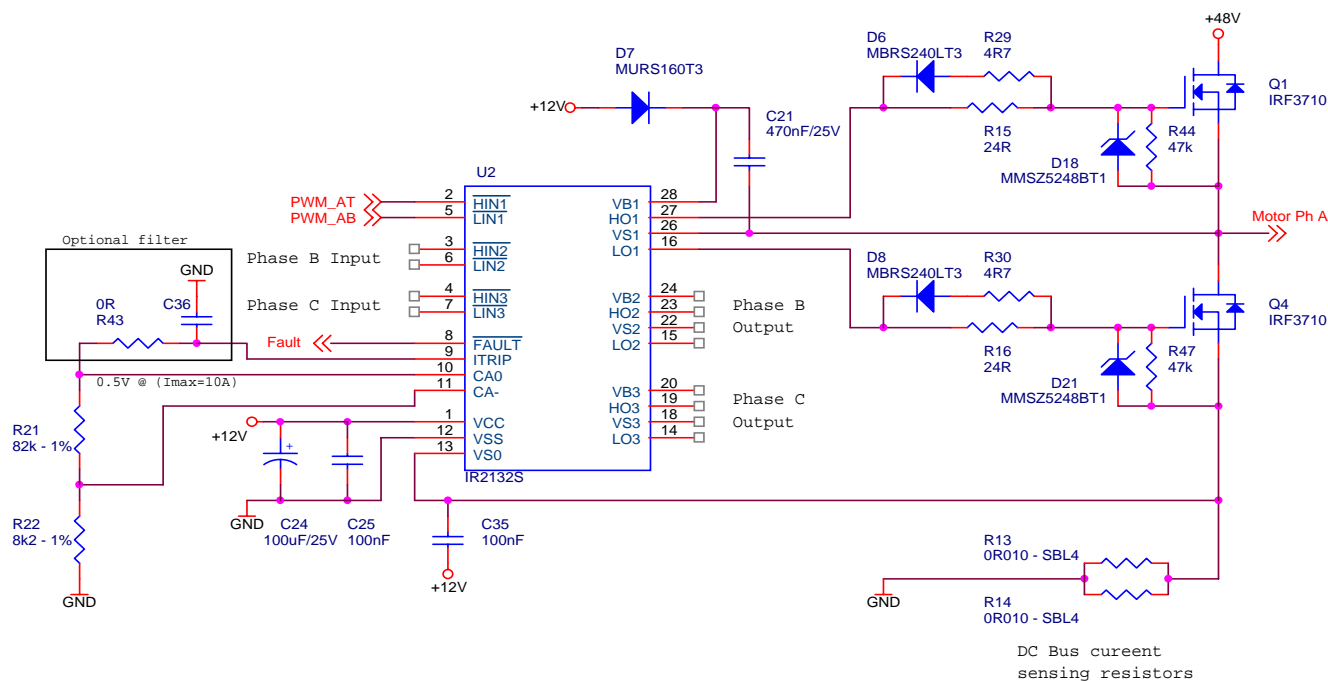 +48V
D6
MBRS240LT3
R29
4R7
D7
MURS160T3
Q1
IRF3710
+12V
C21
470nF/25V
R15
24R
R44
47k
D18
MMSZ5248BT1
U2
PWM_AT
PWM_AB
2
5
HIN1
LIN1
VB1
HO1
VS1
LO1
28
27
26
16
Motor Ph A
Optional filter
GND
0R
R43
C36
Phase B Input
3
6
HIN2
LIN2
Phase C Input
4
7
HIN3
LIN3
VB2
HO2
VS2
LO2
24
23
22
15
Phase B
Output
D8
MBRS240LT3
R30
4R7
Q4
IRF3710
R16
24R
R47
47k
D21
MMSZ5248BT1
Fault
8
9
10
11
FAULT
ITRIP
CA0
CA-
0.5V @ (Imax=10A)
VB3
HO3
VS3
LO3
20
19
18
14
Phase C
Output
+12V
1
12
13
VCC
VSS
VS0
IR2132S
R21
82k - 1%
R22
8k2 - 1%
GND
GND
C24
100uF/25V
C25
100nF
C35
100nF
+12V
R13
0R010 - SBL4
R14
0R010 - SBL4
GND
DC Bus cureent
sensing resistors